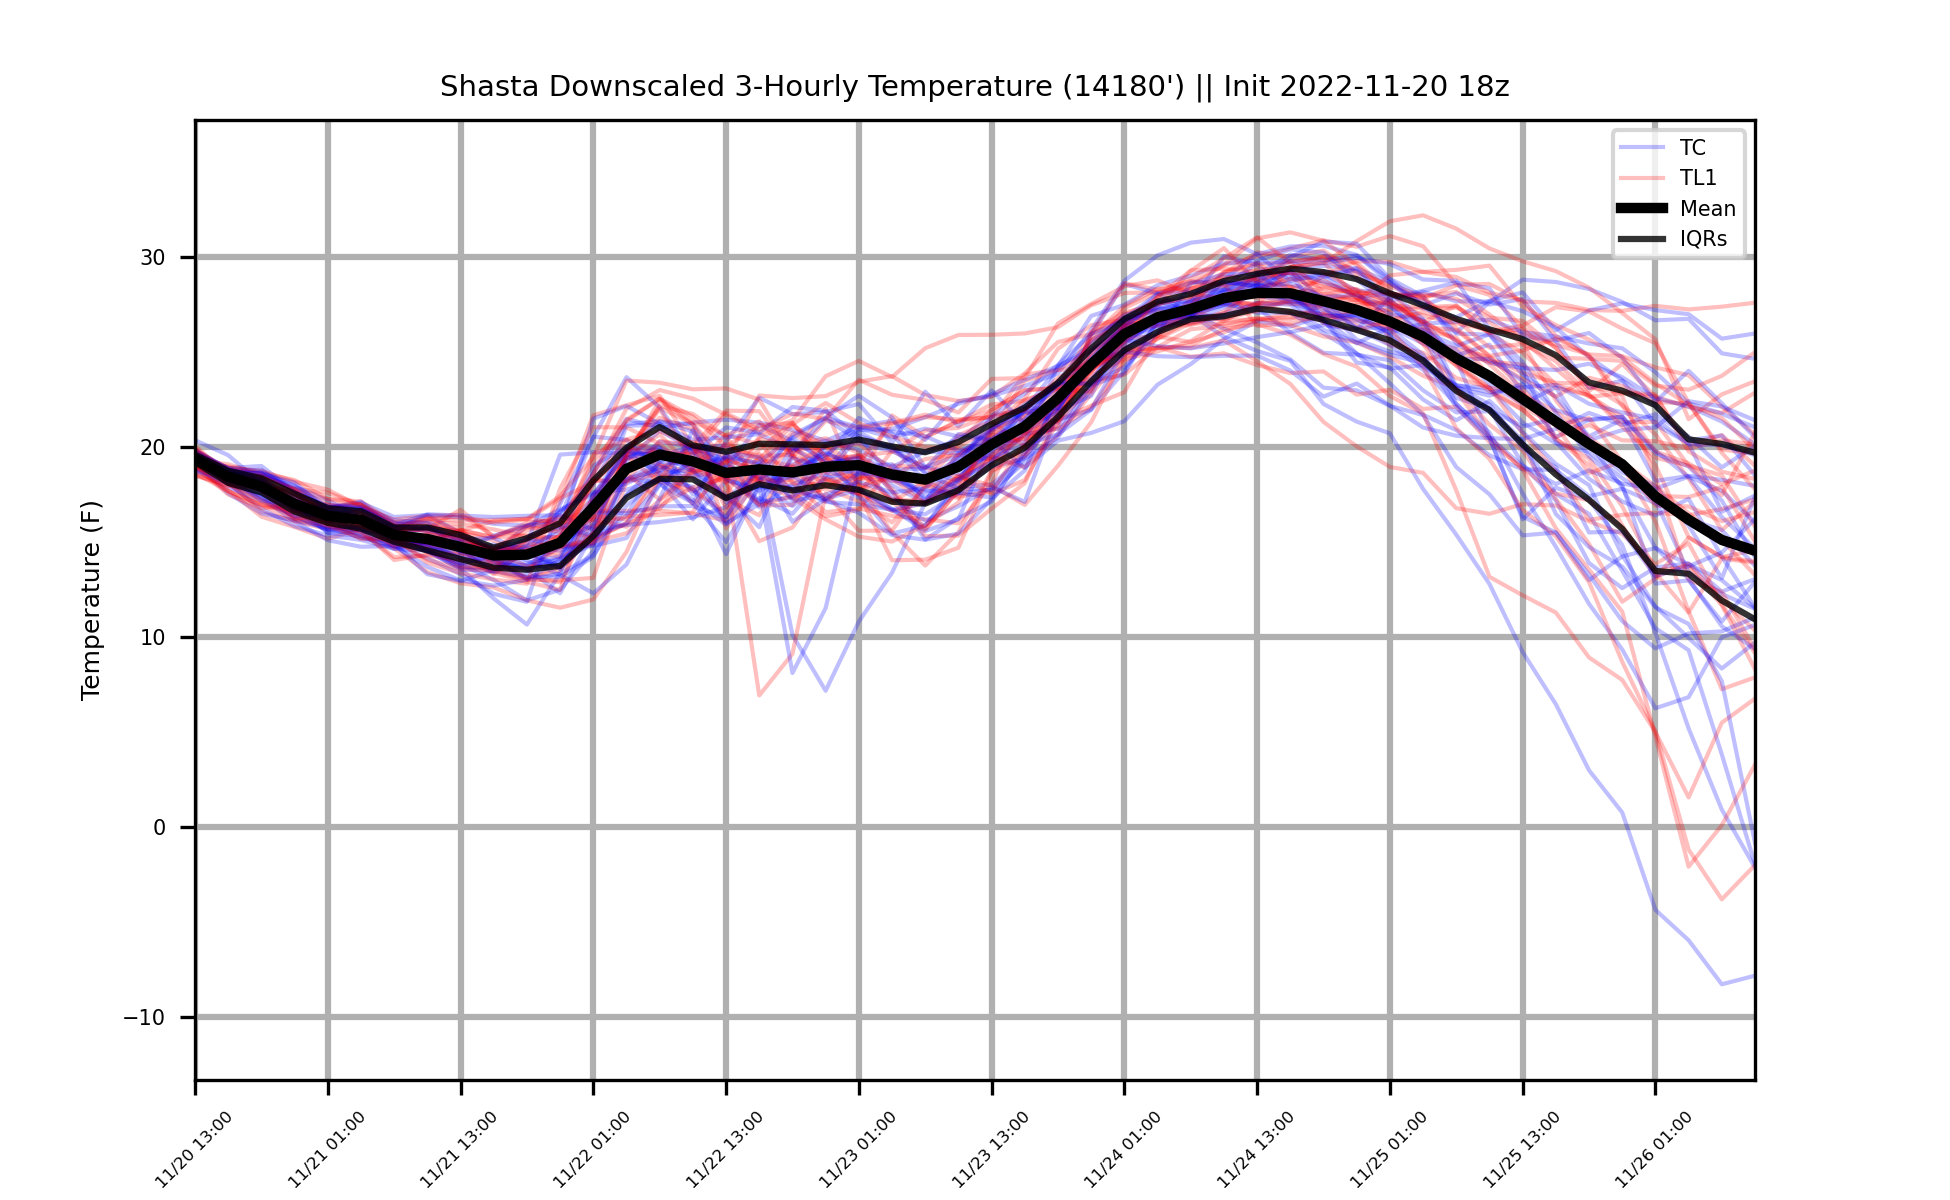 Shasta Downscaled 3-Hourly Temperature (14180') || Init 2022-11-20 18z
TC
TL1
Mean
IQRs
Temperature (F)
30
20
10
0
−10
11/20 13:00
11/21 01:00
11/21 13:00
11/22 01:00
11/22 13:00
11/23 01:00
11/23 13:00
11/24 01:00
11/24 13:00
11/25 01:00
11/25 13:00
11/26 01:00